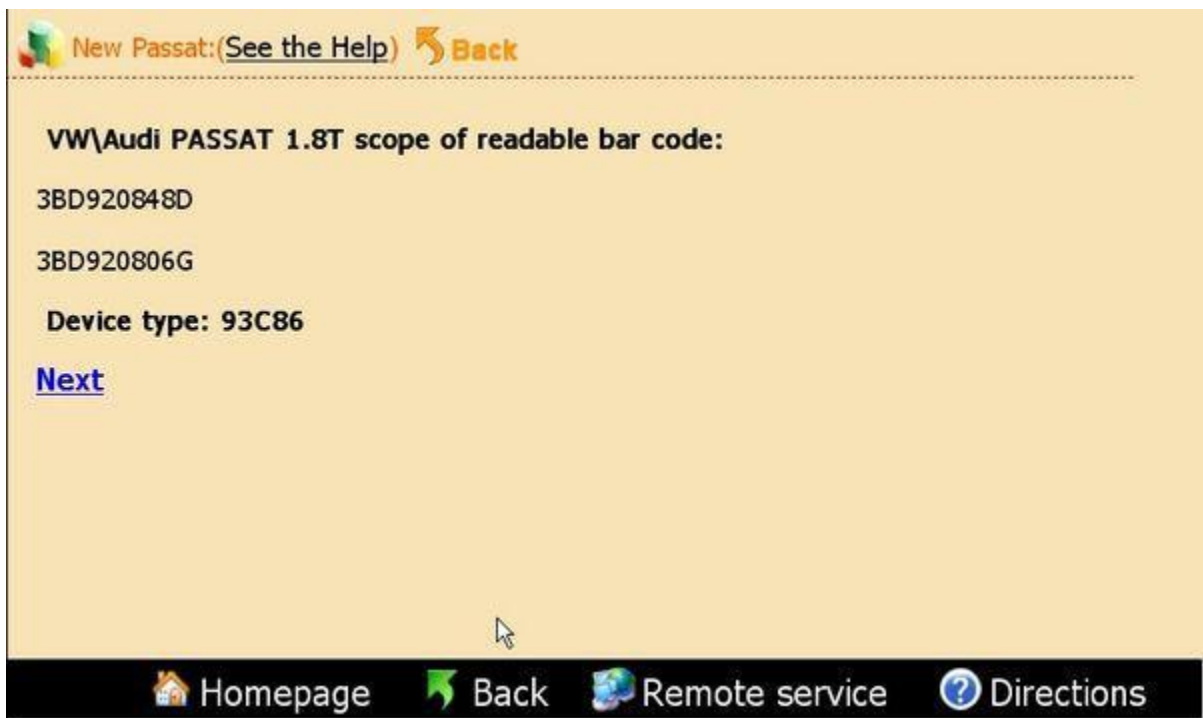 New Passat:(See the Help) Back
VW\Audi PASSAT 1.8T scope of readable bar code:
3BD920848D
3BD920806G
Device type: 93C86
Next
Homepage Back Remote service Directions